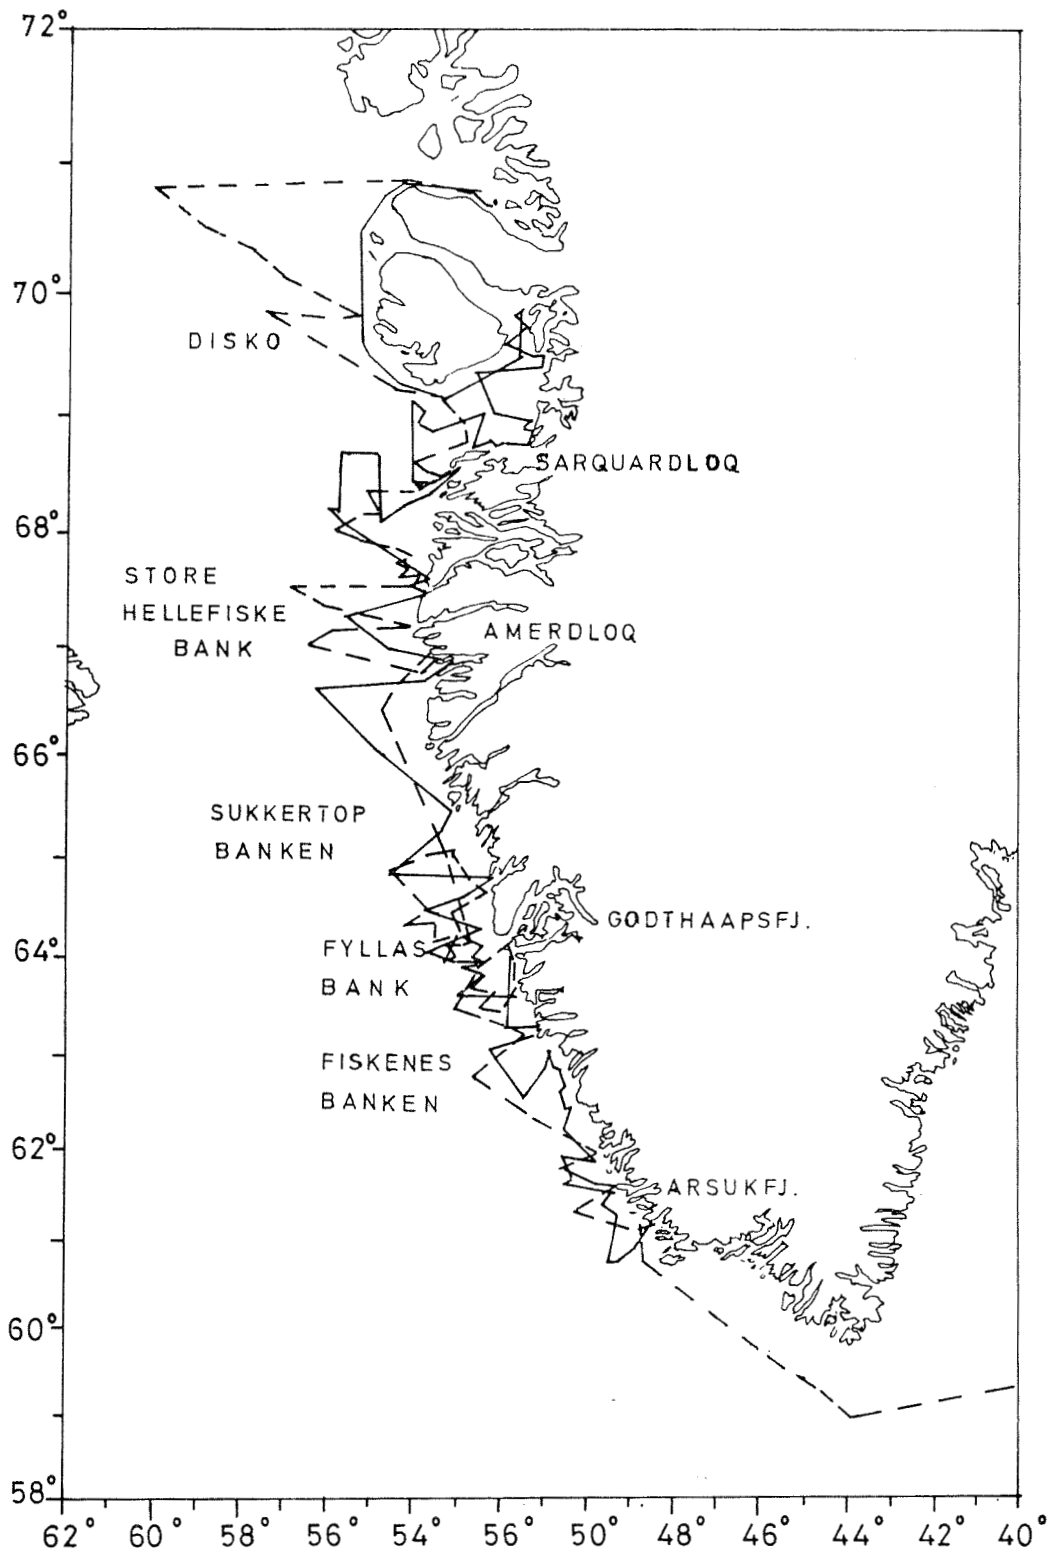 72°
70°
DISKO
SARQUARDLOQ
68°
STORE
HELLEFISKE
BANK
AMERDLOQ
66°
SUKKERTOP
BANKEN
GODTHAAPSFJ.
64°
FYLLAS
BANK
FISKENES
BANKEN
62°
ARSUKFJ.
60°
58°
62° 60° 58° 56° 54° 56° 50° 48° 46° 44° 42° 40°